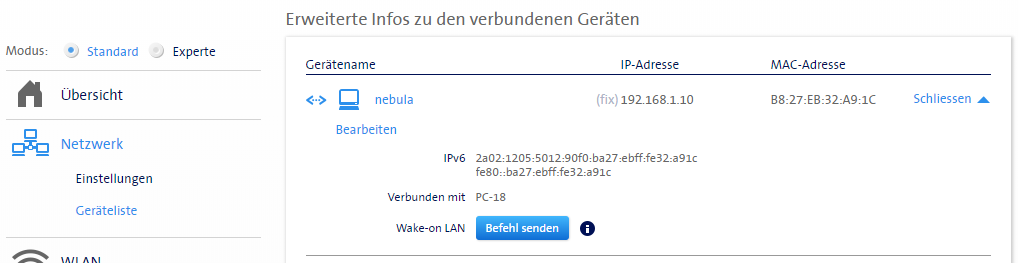 Erweiterte Infos zu den verbundenen Geräten
Modus: Standard Experte
Übersicht
Netzwerk
Einstellungen
Geräteliste
WLAN
Gerätename IP-Adresse MAC-Adresse
nebula (fix) 192.168.1.10 B8:27:EB:32:A9:1C Schliessen
Bearbeiten
IPv6 2a02:1205:5012:90f0:ba27:ebff:fe32:a91c
fe80::ba27:ebff:fe32:a91c
Verbunden mit PC-18
Wake-on LAN Befehl senden i